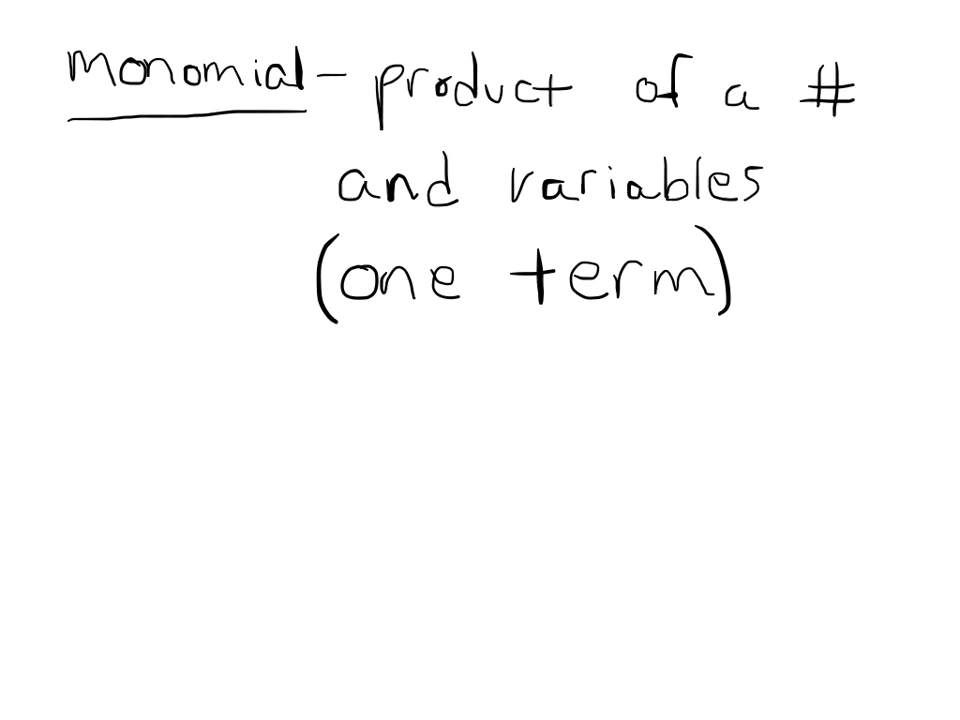 monomial - product of a #
and variables
(one term)